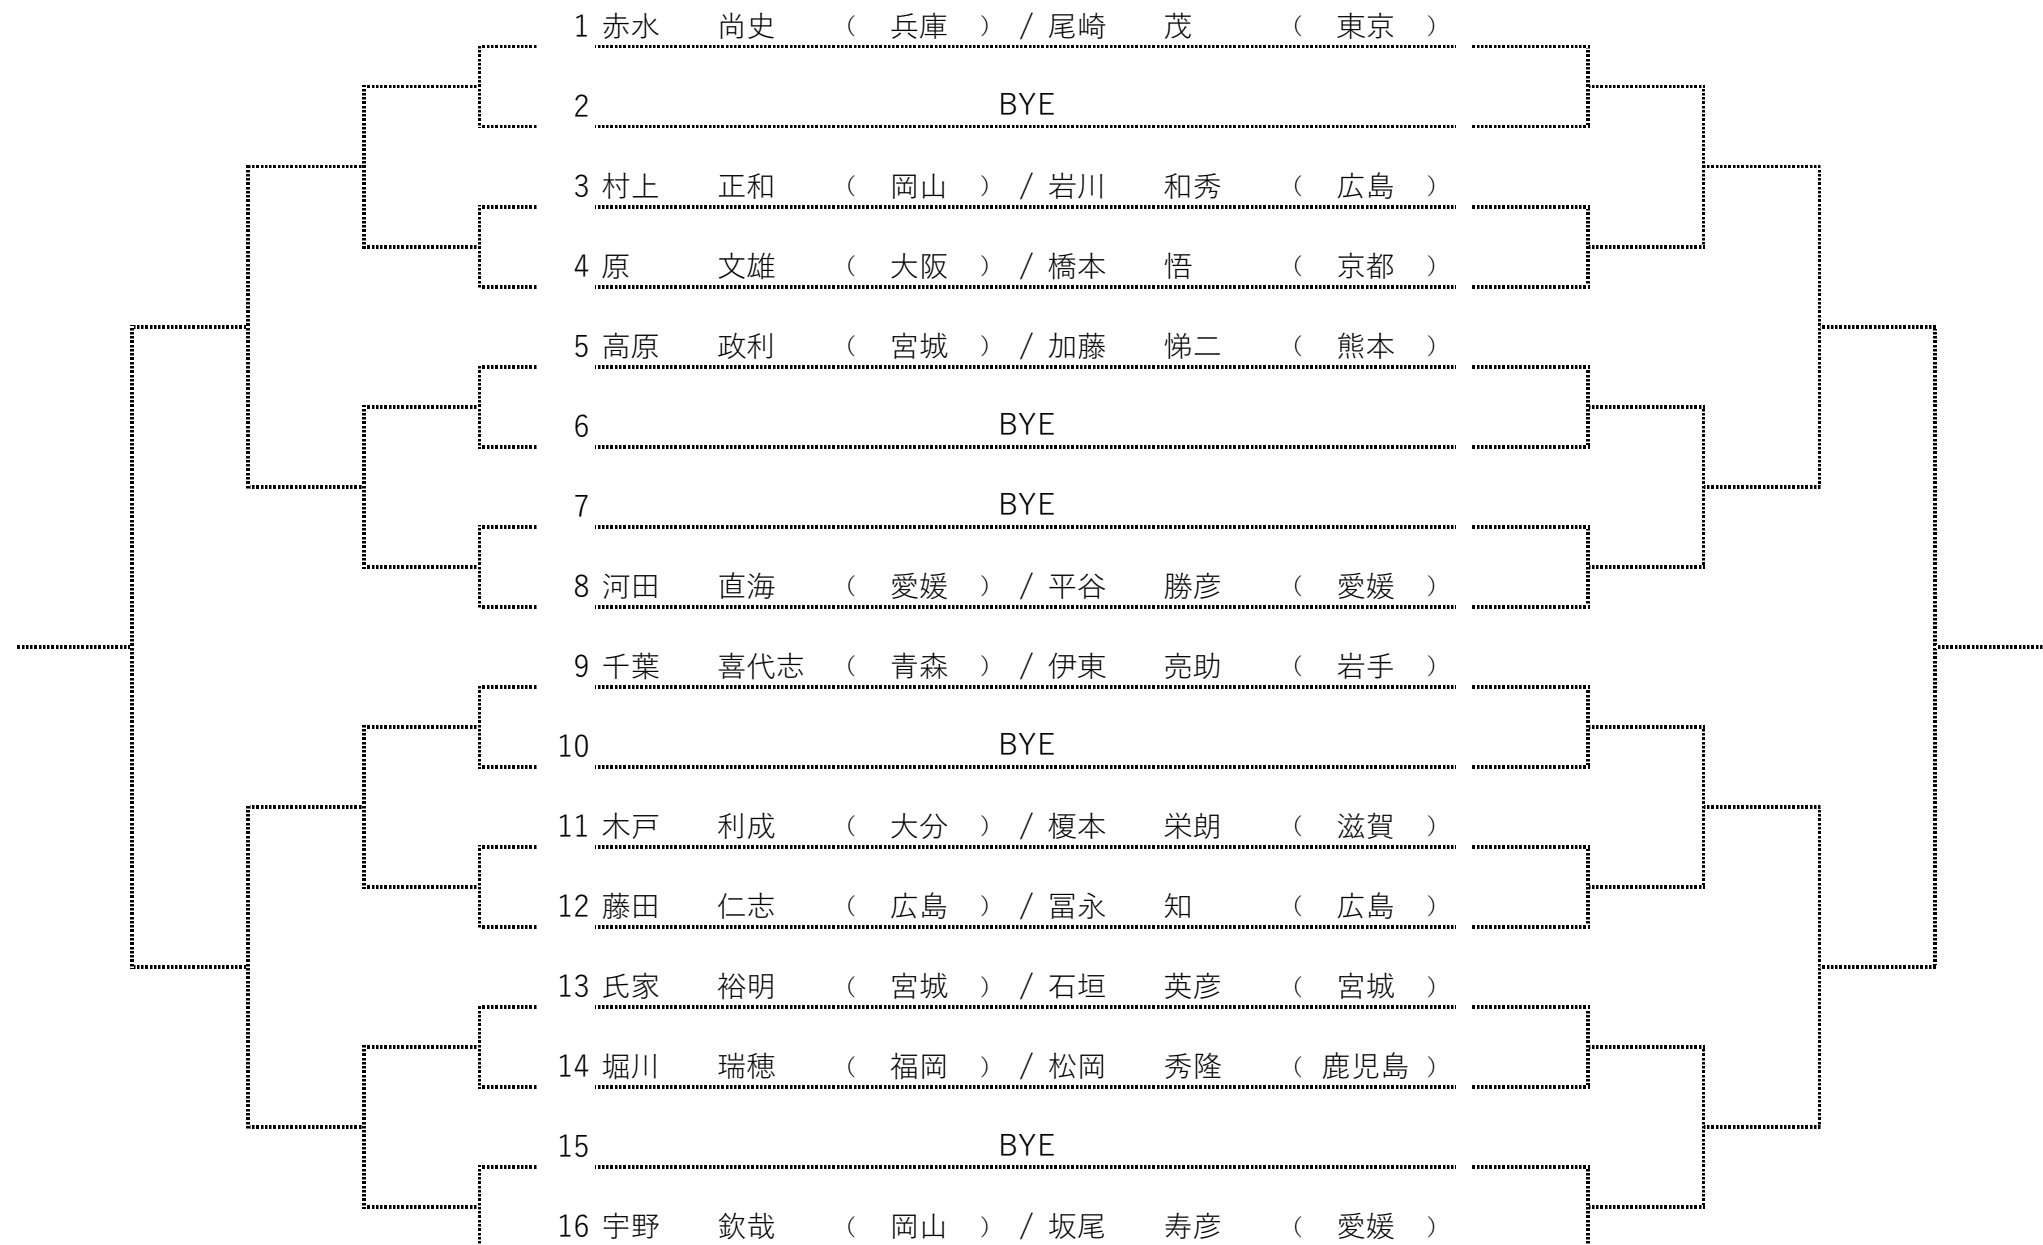 1 赤水 尚史 ( 兵庫 ) / 尾崎 茂 ( 東京 )
2 BYE
3 村上 正和 ( 岡山 ) / 岩川 和秀 ( 広島 )
4 原 文雄 ( 大阪 ) / 橋本 悟 ( 京都 )
5 高原 政利 ( 宮城 ) / 加藤 悌二 ( 熊本 )
6 BYE
7 BYE
8 河田 直海 ( 愛媛 ) / 平谷 勝彦 ( 愛媛 )
9 千葉 喜代志 ( 青森 ) / 伊東 亮助 ( 岩手 )
10 BYE
11 木戸 利成 ( 大分 ) / 榎本 栄朗 ( 滋賀 )
12 藤田 仁志 ( 広島 ) / 冨永 知 ( 広島 )
13 氏家 裕明 ( 宮城 ) / 石垣 英彦 ( 宮城 )
14 堀川 瑞穂 ( 福岡 ) / 松岡 秀隆 ( 鹿児島 )
15 BYE
16 宇野 欽哉 ( 岡山 ) / 坂尾 寿彦 ( 愛媛 )